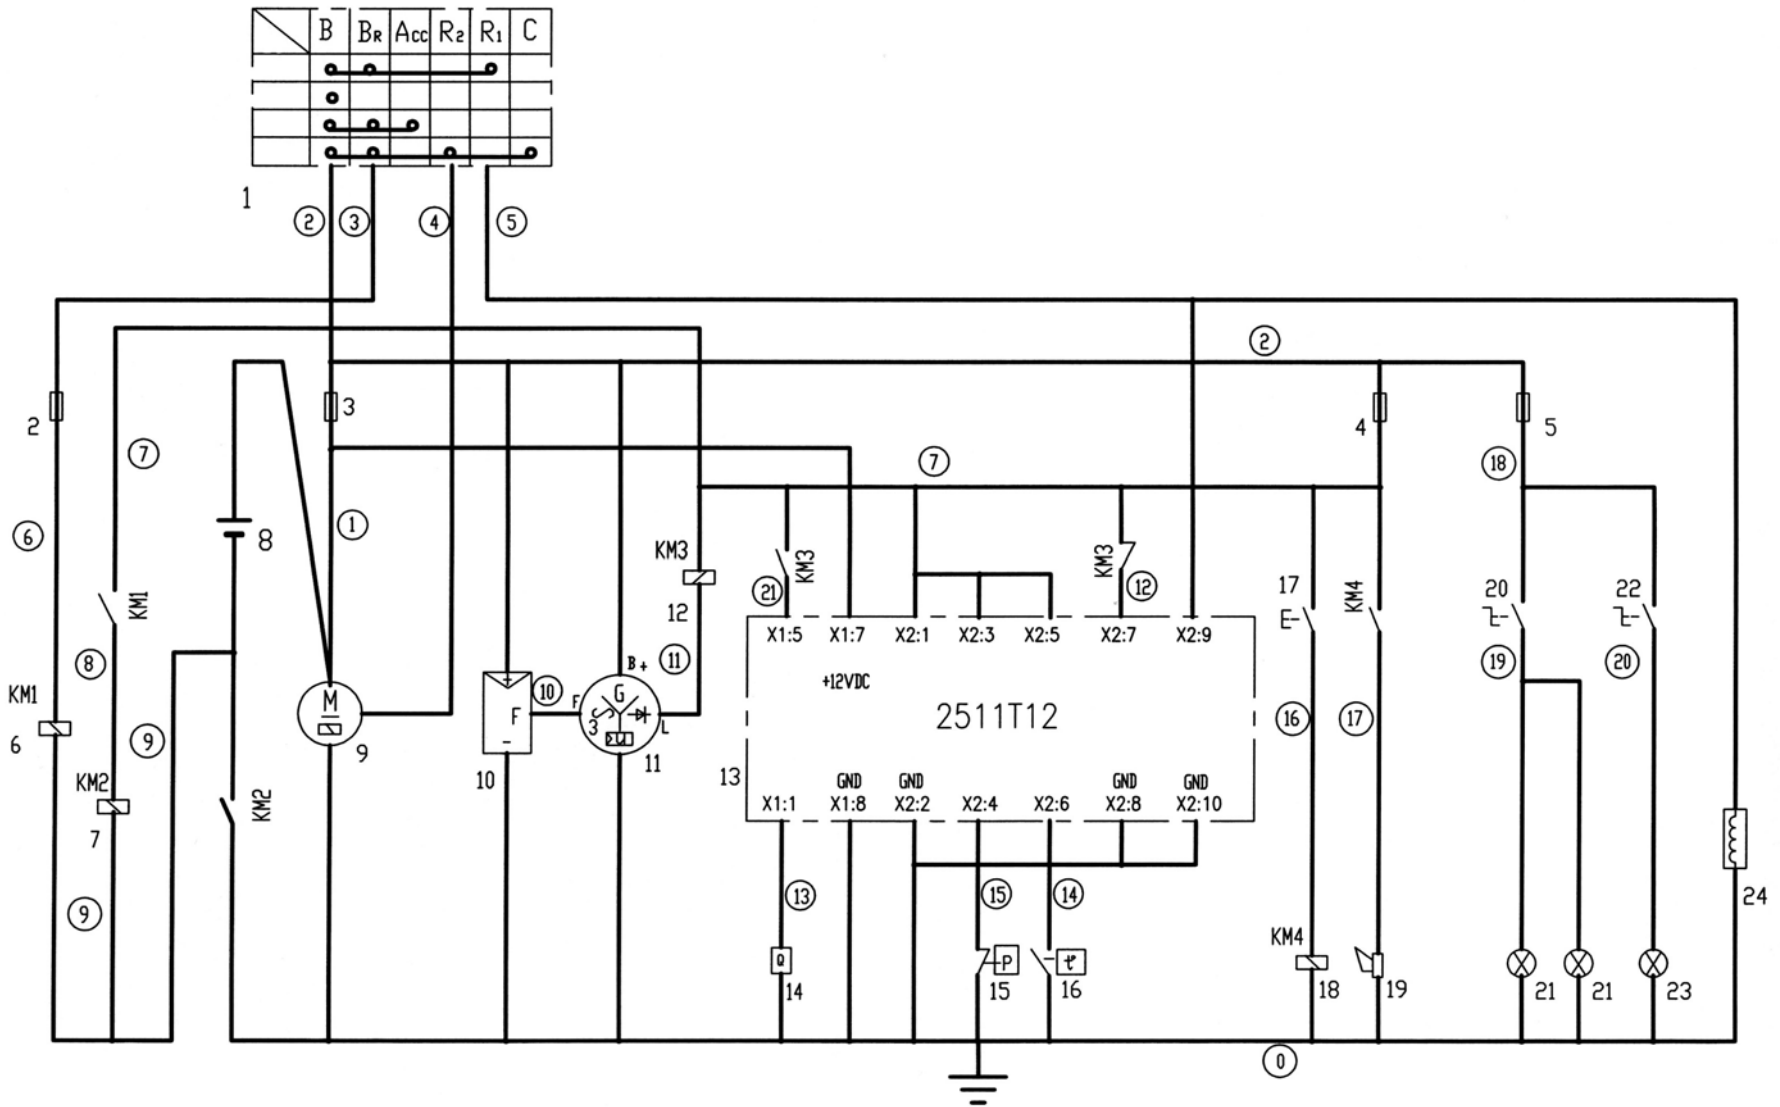 B BR Acc R2 R1 C
1
2 3 4 5
2
2 3 4 5
7 7 18
6 1 8
KM3 KM3 KM3 12
21 12
17 KM4 20 22
KM1
X1:5 X1:7 X2:1 X2:3 X2:5 X2:7 X2:9
E-
8 B+ 11 19 20
+12VDC
KM1 M 10 F G
6 9 9 F 3 U L 2511T12 16 17
10 11 13
KM2 7 KM2
GND GND GND GND
X1:1 X1:8 X2:2 X2:4 X2:6 X2:8 X2:10
9 13 15 14 24
KM4
Q P t°
14 15 16 18 19 21 21 23
0